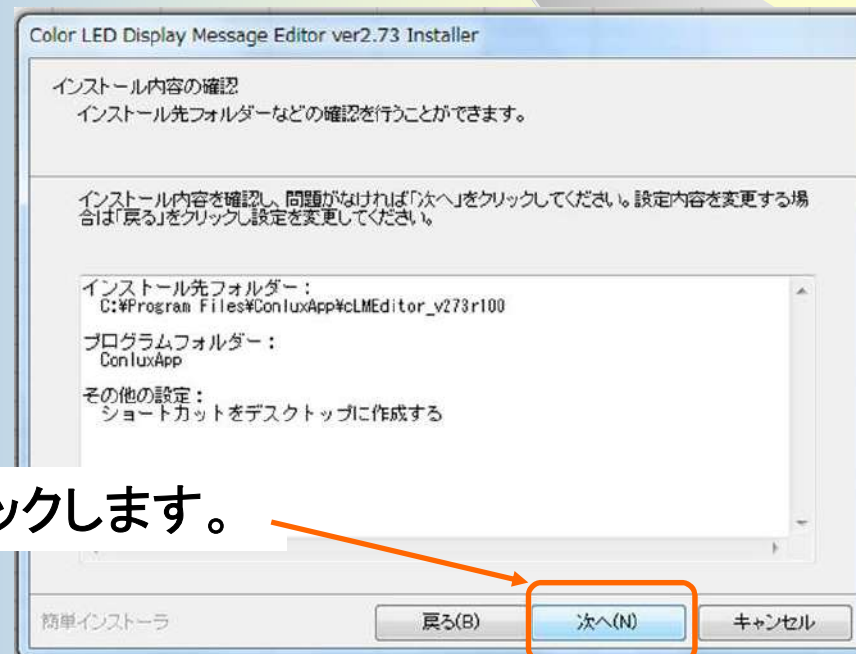 Color LED Display Message Editor ver2.73 Installer
インストール内容の確認
インストール先フォルダーなどの確認を行うことができます。
インストール内容を確認し、問題がなければ「次へ」をクリックしてください。設定内容を変更する場
合は「戻る」をクリックし設定を変更してください。
インストール先フォルダー：
C:¥Program Files¥ConluxApp¥cLMEditor_v273r100
プログラムフォルダー：
ConluxApp
その他の設定：
ショートカットをデスクトップに作成する
ックします。
簡単インストーラ
戻る(B)
次へ(N)
キャンセル